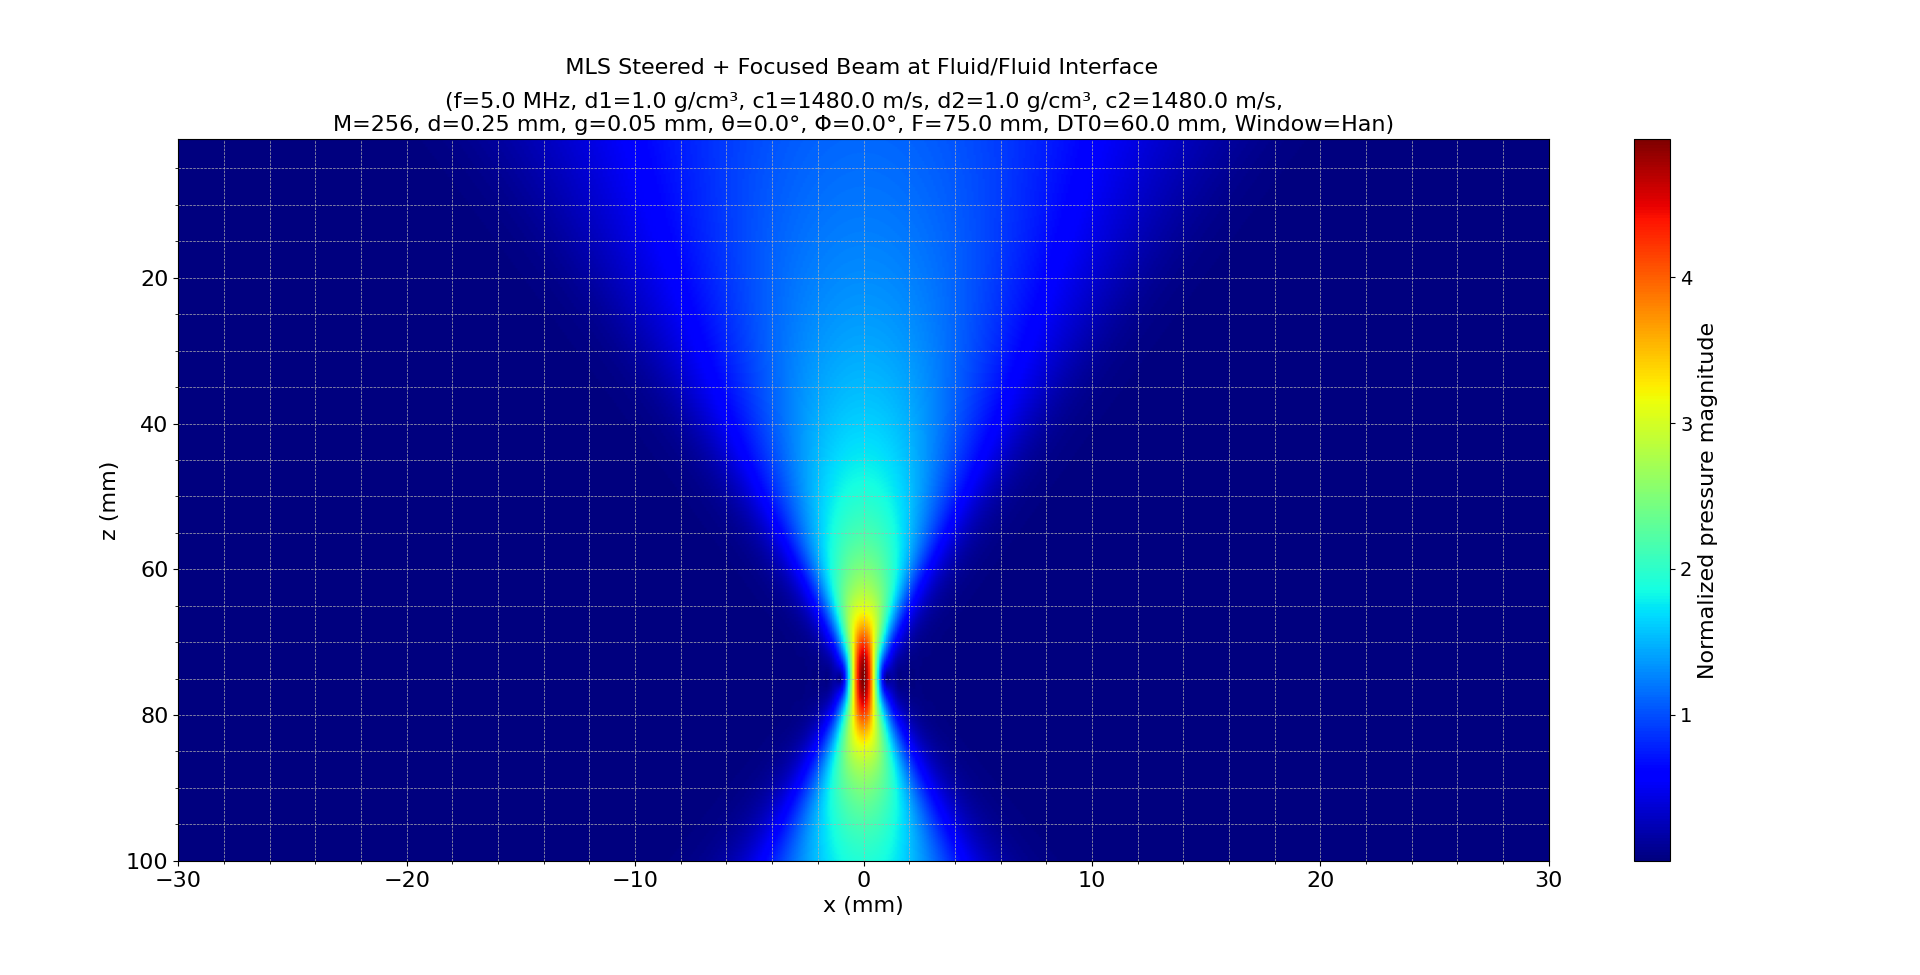 MLS Steered + Focused Beam at Fluid/Fluid Interface
(f=5.0 MHz, d1=1.0 g/cm³, c1=1480.0 m/s, d2=1.0 g/cm³, c2=1480.0 m/s,
M=256, d=0.25 mm, g=0.05 mm, θ=0.0°, Φ=0.0°, F=75.0 mm, DT0=60.0 mm, Window=Han)
z (mm)
20
40
60
80
100
−30
−20
−10
0
10
20
30
x (mm)
4
3
2
1
Normalized pressure magnitude